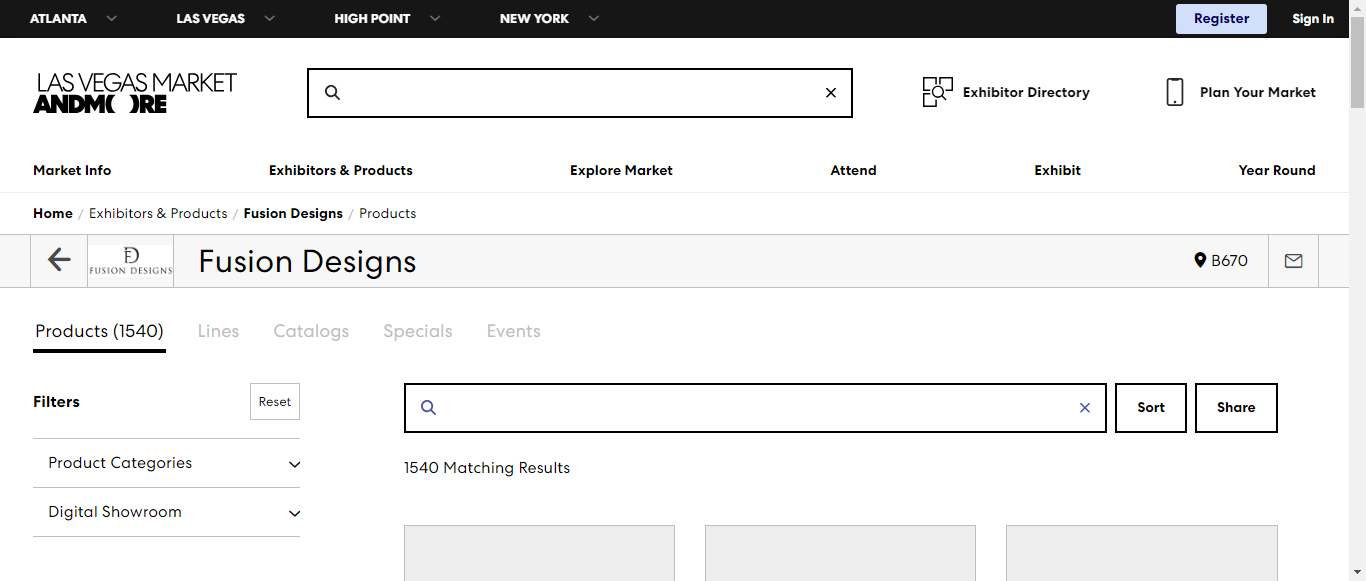 ATLANTA LAS VEGAS HIGH POINT NEW YORK Register Sign In
LAS VEGAS MARKET
ANDMORE
Exhibitor Directory Plan Your Market
Market Info Exhibitors & Products Explore Market Attend Exhibit Year Round
Home / Exhibitors & Products / Fusion Designs / Products
FD
FUSION DESIGNS
Fusion Designs
B670
Products (1540) Lines Catalogs Specials Events
Filters Reset
Sort Share
Product Categories
1540 Matching Results
Digital Showroom